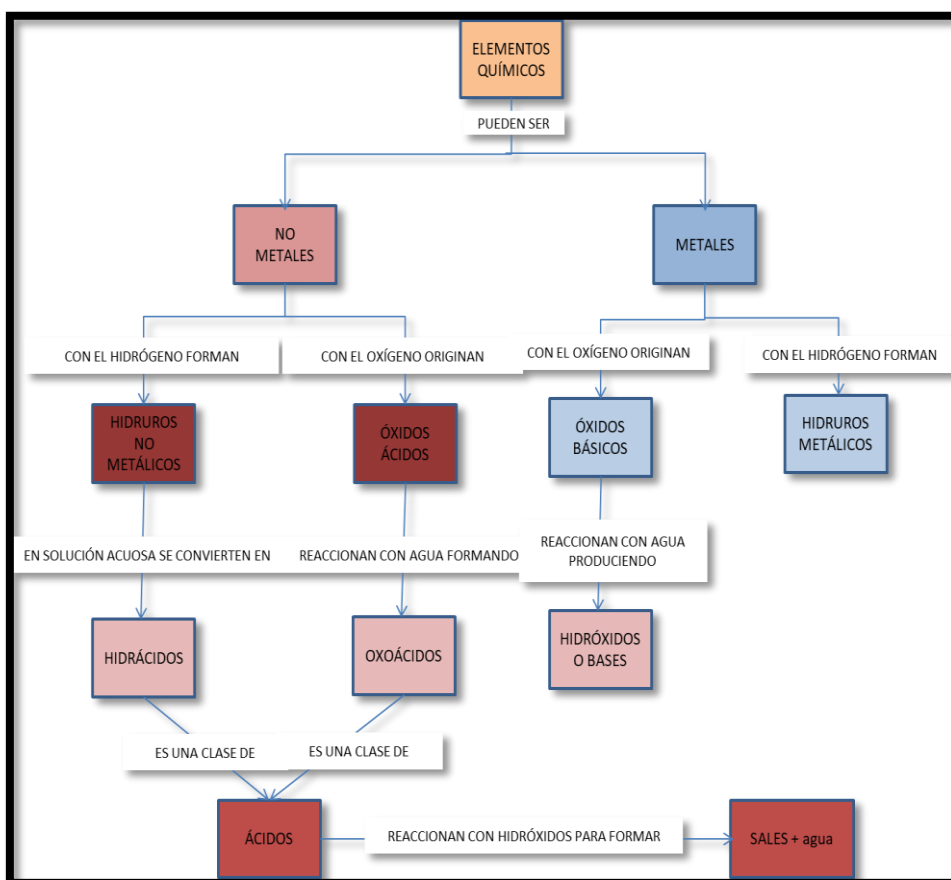 ELEMENTOS
QUÍMICOS
PUEDEN SER
NO
METALES
METALES
CON EL HIDRÓGENO FORMAN
CON EL OXÍGENO ORIGINAN
CON EL OXÍGENO ORIGINAN
CON EL HIDRÓGENO FORMAN
HIDRUROS
NO
METÁLICOS
ÓXIDOS
ÁCIDOS
ÓXIDOS
BÁSICOS
HIDRUROS
METÁLICOS
EN SOLUCIÓN ACUOSA SE CONVIERTEN EN
REACCIONAN CON AGUA FORMANDO
REACCIONAN CON AGUA
PRODUCIENDO
HIDRÁCIDOS
OXOÁCIDOS
HIDRÓXIDOS
O BASES
ES UNA CLASE DE
ES UNA CLASE DE
ÁCIDOS
REACCIONAN CON HIDRÓXIDOS PARA FORMAR
SALES + agua